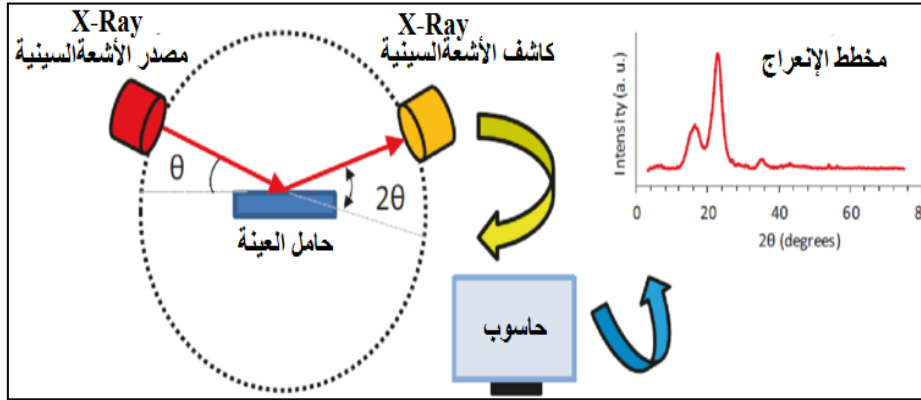 X-Ray
مصدر الأشعةالسينية
X-Ray
كاشف الأشعةالسينية
θ
2θ
حامل العينة
حاسوب
مخطط الإنعراج
Intensity (a. u.)
0 20 40 60 8
2θ (degrees)